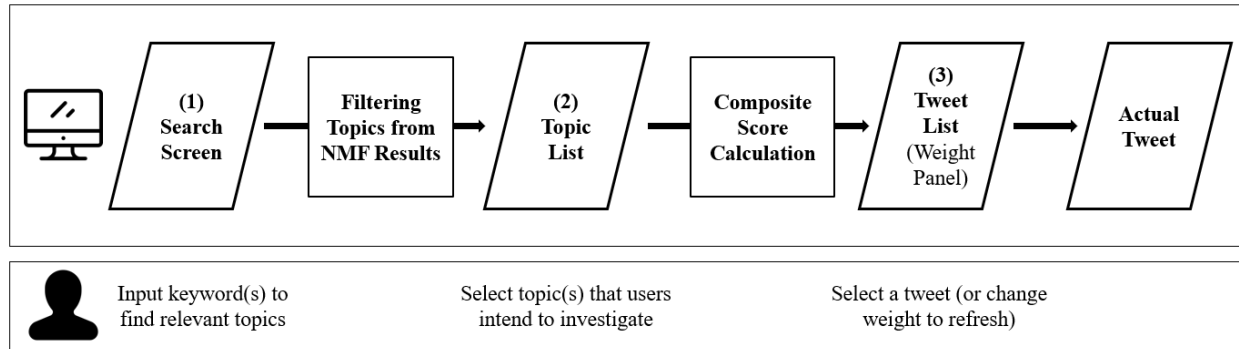 (1)
Search
Screen
Filtering
Topics from
NMF Results
(2)
Topic
List
Composite
Score
Calculation
(3)
Tweet
List
(Weight
Panel)
Actual
Tweet
Input keyword(s) to
find relevant topics
Select topic(s) that users
intend to investigate
Select a tweet (or change
weight to refresh)